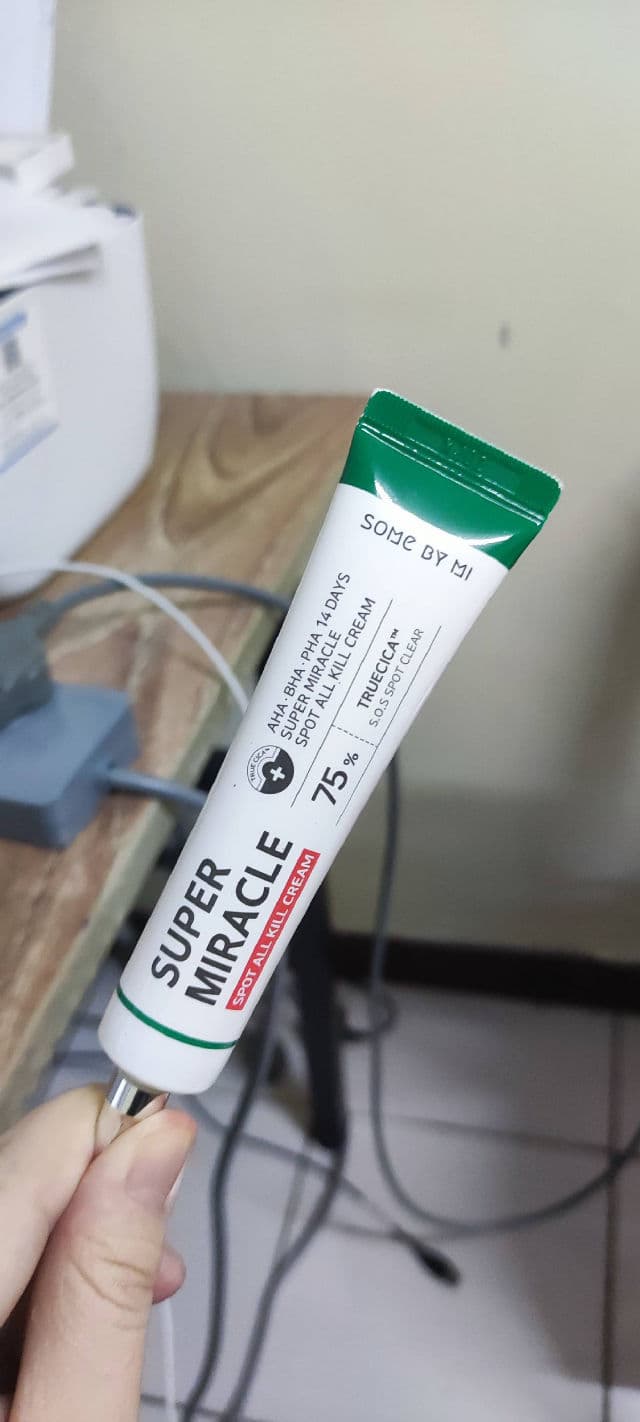 SOME BY MI
AHA · BHA · PHA 14 DAYS
SUPER MIRACLE
SPOT ALL KILL CREAM
TRUECICA
75 %
TRUECICA™
S.O.S SPOT CLEAR
SUPER
MIRACLE
SPOT ALL KILL CREAM